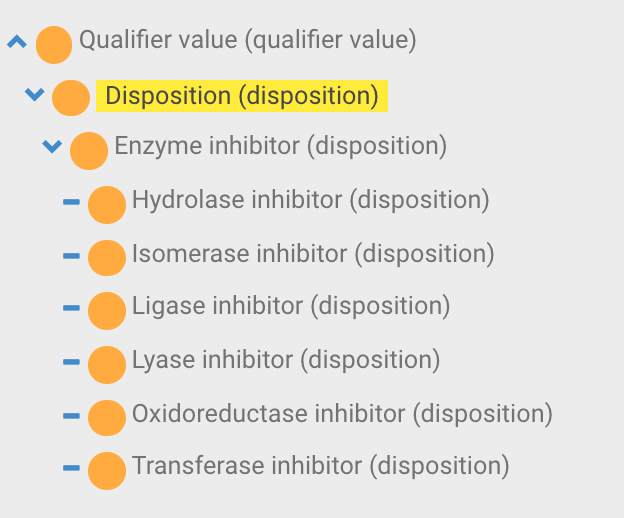 Qualifier value (qualifier value)
Disposition (disposition)
Enzyme inhibitor (disposition)
Hydrolase inhibitor (disposition)
Isomerase inhibitor (disposition)
Ligase inhibitor (disposition)
Lyase inhibitor (disposition)
Oxidoreductase inhibitor (disposition)
Transferase inhibitor (disposition)